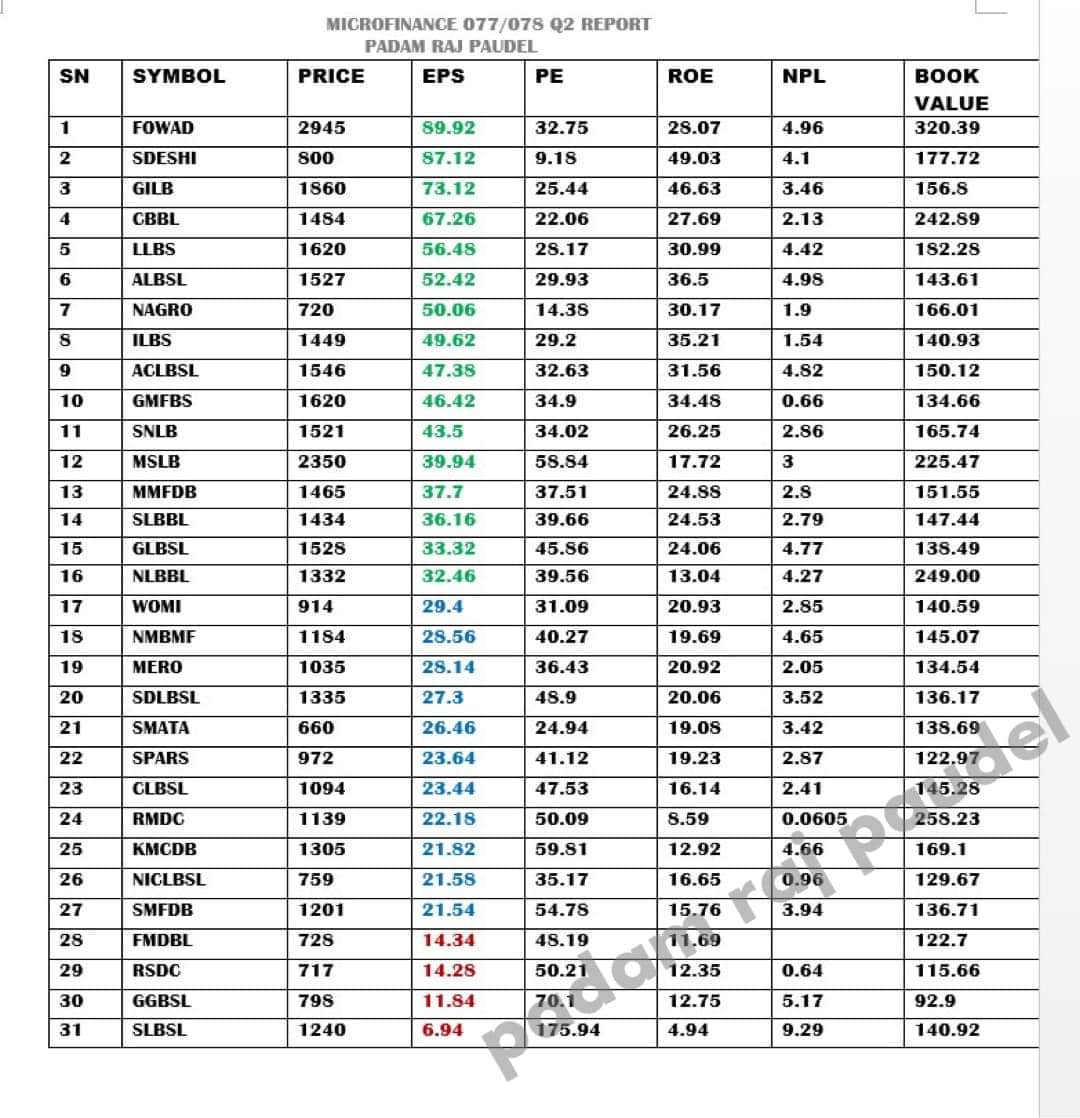 MICROFINANCE 077/078 Q2 REPORT
PADAM RAJ PAUDEL
SN SYMBOL PRICE EPS PE ROE NPL BOOK VALUE
1 FOWAD 2945 89.92 32.75 28.07 4.96 320.39
2 SDESHI 800 87.12 9.18 49.03 4.1 177.72
3 GILB 1860 73.12 25.44 46.63 3.46 156.8
4 CBBL 1484 67.26 22.06 27.69 2.13 242.89
5 LLBS 1620 56.48 28.17 30.99 4.42 182.28
6 ALBSL 1527 52.42 29.93 36.5 4.98 143.61
7 NAGRO 720 50.06 14.38 30.17 1.9 166.01
8 ILBS 1449 49.62 29.2 35.21 1.54 140.93
9 ACLBSL 1546 47.38 32.63 31.56 4.82 150.12
10 GMFBS 1620 46.42 34.9 34.48 0.66 134.66
11 SNLB 1521 43.5 34.02 26.25 2.86 165.74
12 MSLB 2350 39.94 58.84 17.72 3 225.47
13 MMFDB 1465 37.7 37.51 24.88 2.8 151.55
14 SLBBL 1434 36.16 39.66 24.53 2.79 147.44
15 GLBSL 1528 33.32 45.86 24.06 4.77 138.49
16 NLBBL 1332 32.46 39.56 13.04 4.27 249.00
17 WOMI 914 29.4 31.09 20.93 2.85 140.59
18 NMBMF 1184 28.56 40.27 19.69 4.65 145.07
19 MERO 1035 28.14 36.43 20.92 2.05 134.54
20 SDLBSL 1335 27.3 48.9 20.06 3.52 136.17
21 SMATA 660 26.46 24.94 19.08 3.42 138.69
22 SPARS 972 23.64 41.12 19.23 2.87 122.97
23 CLBSL 1094 23.44 47.53 16.14 2.41 145.28
24 RMDC 1139 22.18 50.09 8.59 0.0605 258.23
25 KMCDB 1305 21.82 59.81 12.92 4.66 169.1
26 NICLBSL 759 21.58 35.17 16.65 0.96 129.67
27 SMFDB 1201 21.54 54.78 15.76 3.94 136.71
28 FMDBL 728 14.34 48.19 11.69 122.7
29 RSDC 717 14.28 50.21 12.35 0.64 115.66
30 GGBSL 798 11.84 70.1 12.75 5.17 92.9
31 SLBSL 1240 6.94 175.94 4.94 9.29 140.92
padam raj paudel